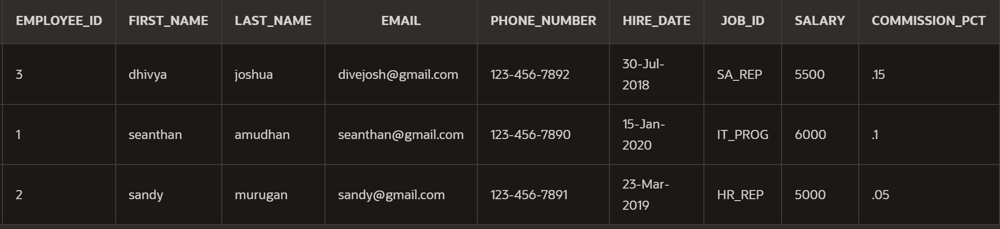 EMPLOYEE_ID FIRST_NAME LAST_NAME EMAIL PHONE_NUMBER HIRE_DATE JOB_ID SALARY COMMISSION_PCT
3 dhivya joshua divejosh@gmail.com 123-456-7892 30-Jul-2018 SA_REP 5500 .15
1 seanthan amudhan seanthan@gmail.com 123-456-7890 15-Jan-2020 IT_PROG 6000 .1
2 sandy murugan sandy@gmail.com 123-456-7891 23-Mar-2019 HR_REP 5000 .05